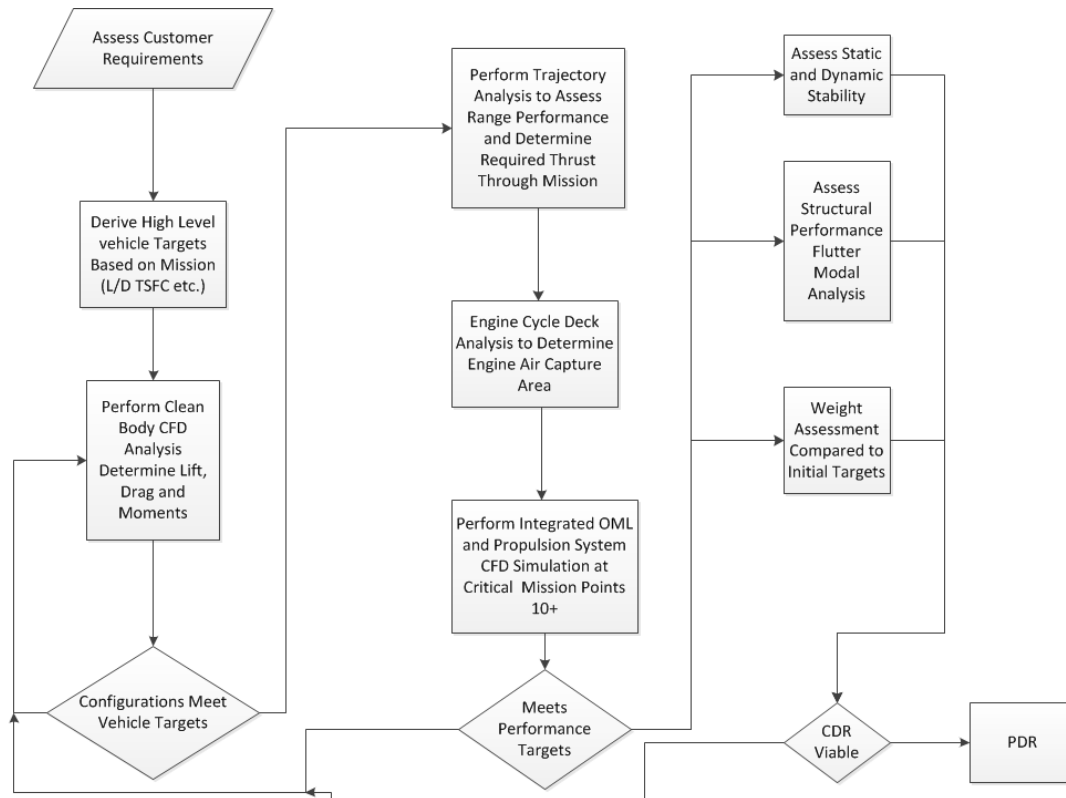 Assess Customer
Requirements
Derive High Level
vehicle Targets
Based on Mission
(L/D TSFC etc.)
Perform Clean
Body CFD
Analysis
Determine Lift,
Drag and
Moments
Configurations Meet
Vehicle Targets
Perform Trajectory
Analysis to Assess
Range Performance
and Determine
Required Thrust
Through Mission
Engine Cycle Deck
Analysis to Determine
Engine Air Capture
Area
Perform Integrated OML
and Propulsion System
CFD Simulation at
Critical Mission Points
10+
Meets
Performance
Targets
Assess Static
and Dynamic
Stability
Assess
Structural
Performance
Flutter
Modal
Analysis
Weight
Assessment
Compared to
Initial Targets
CDR
Viable
PDR